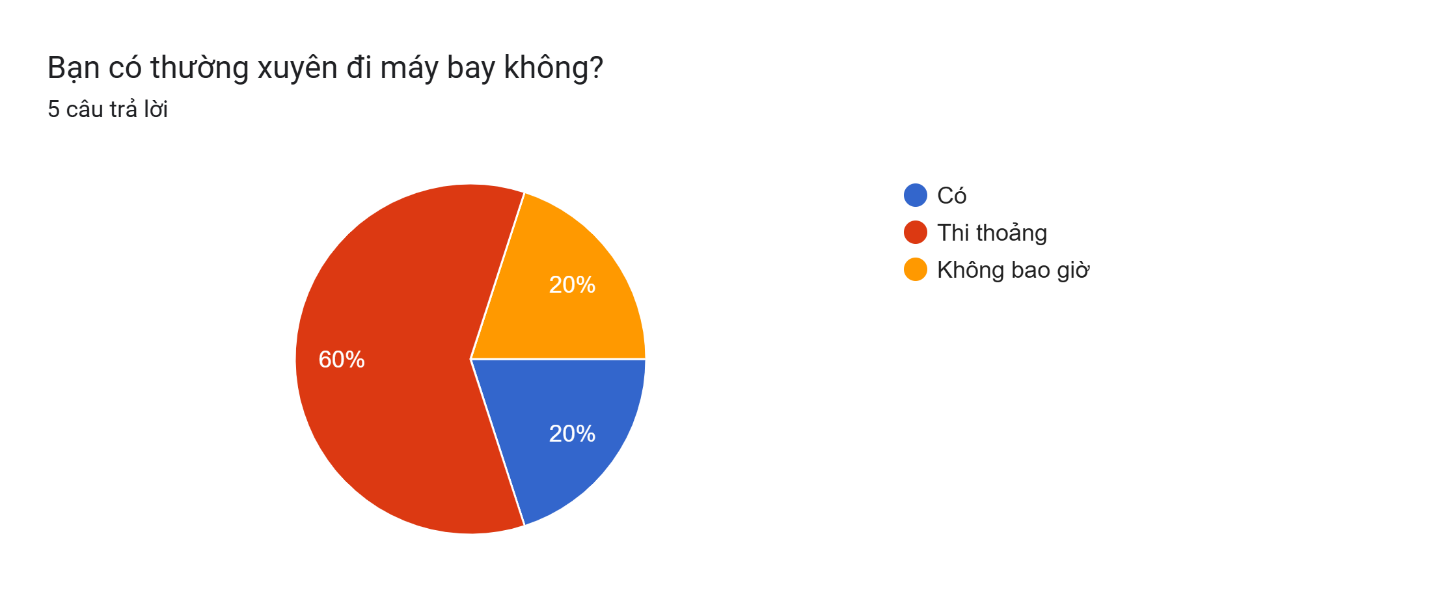 Bạn có thường xuyên đi máy bay không?
5 câu trả lời
Có
Thi thoảng
Không bao giờ
20%
60%
20%